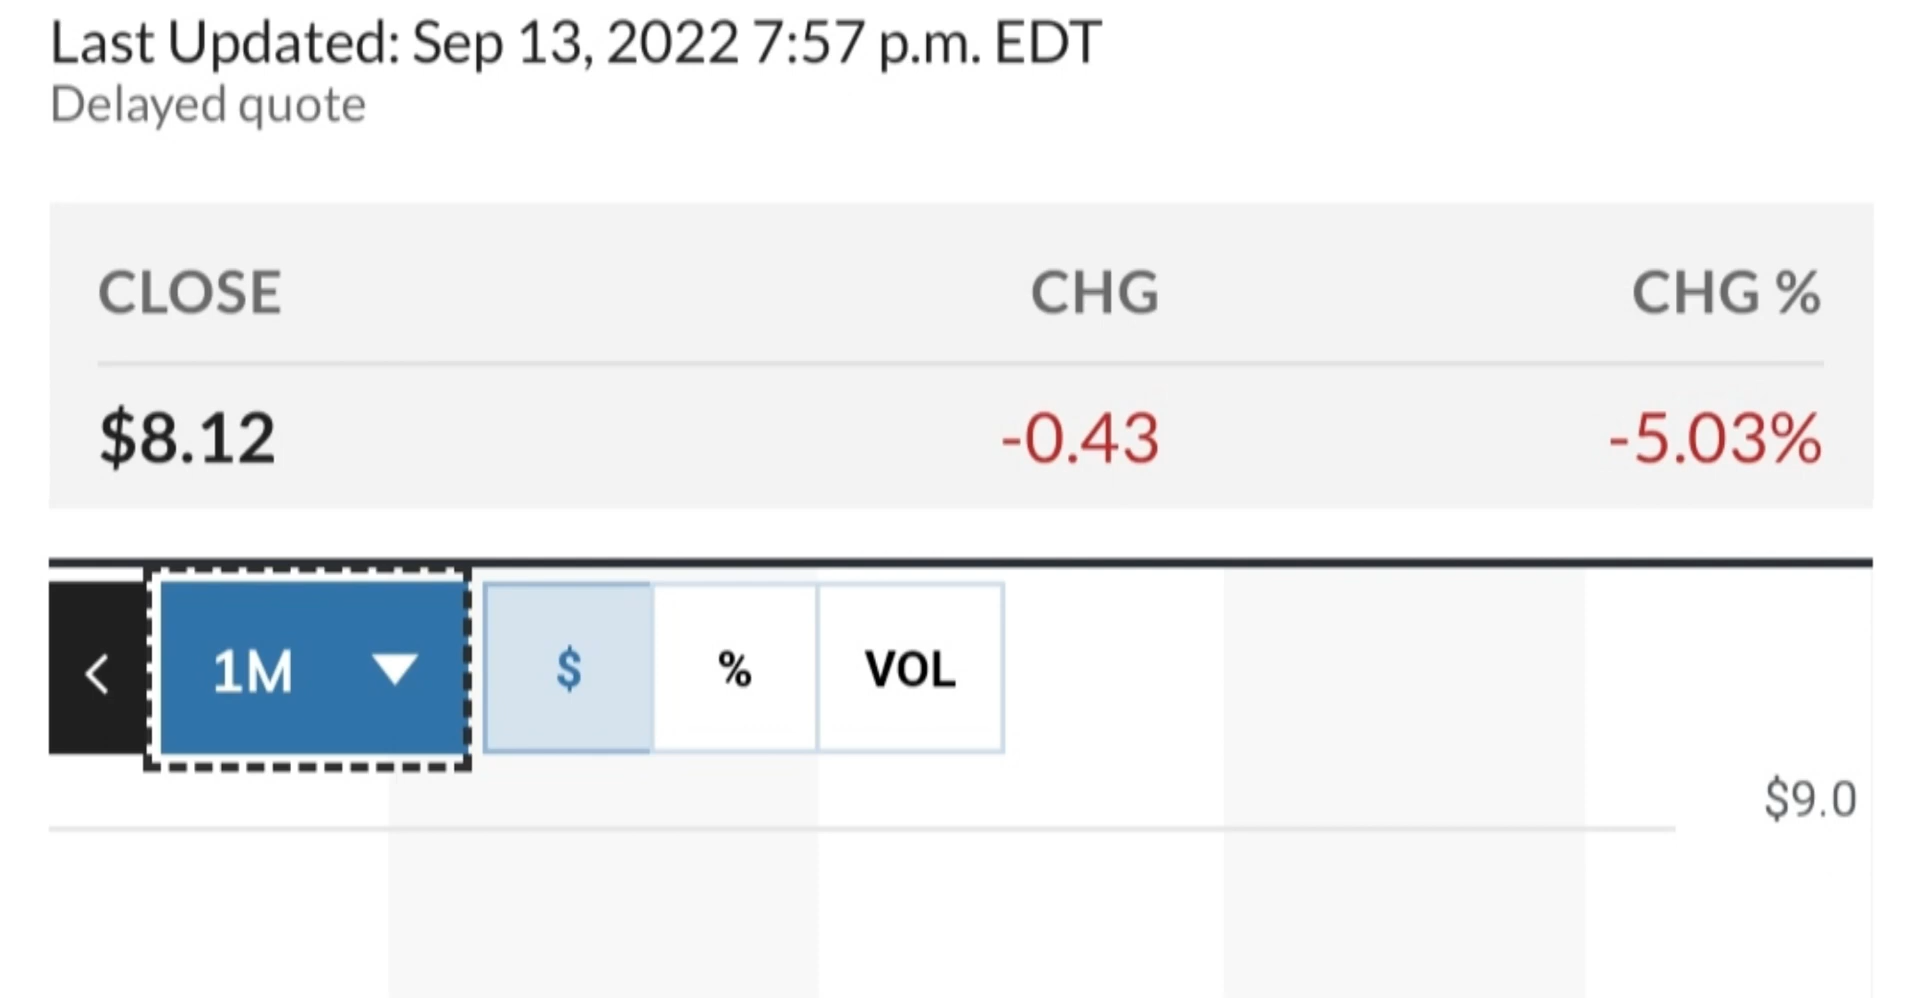 Last Updated: Sep 13, 2022 7:57 p.m. EDT
Delayed quote
CLOSE CHG CHG %
$8.12 -0.43 -5.03%
1M $ % VOL
$9.0